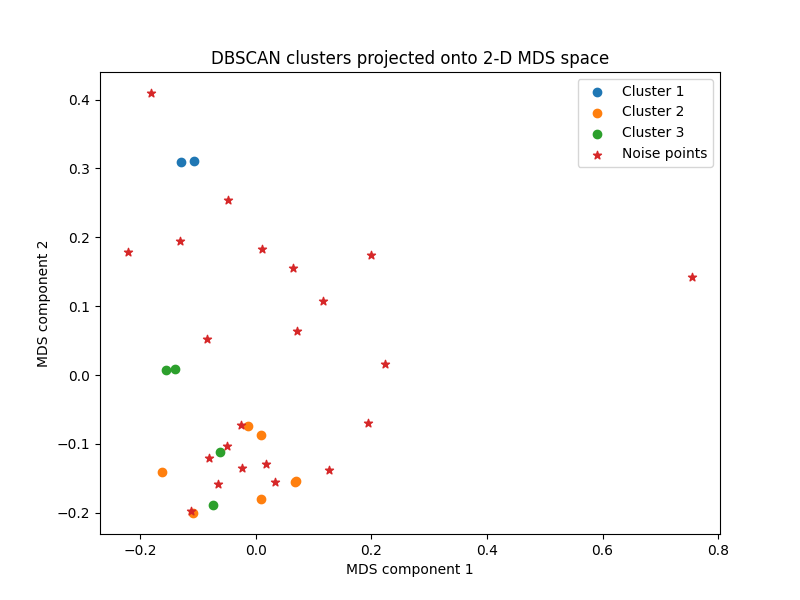 DBSCAN clusters projected onto 2-D MDS space
Cluster 1
Cluster 2
Cluster 3
Noise points
0.4
0.3
0.2
0.1
0.0
−0.1
−0.2
MDS component 2
−0.2
0.0
0.2
0.4
0.6
0.8
MDS component 1